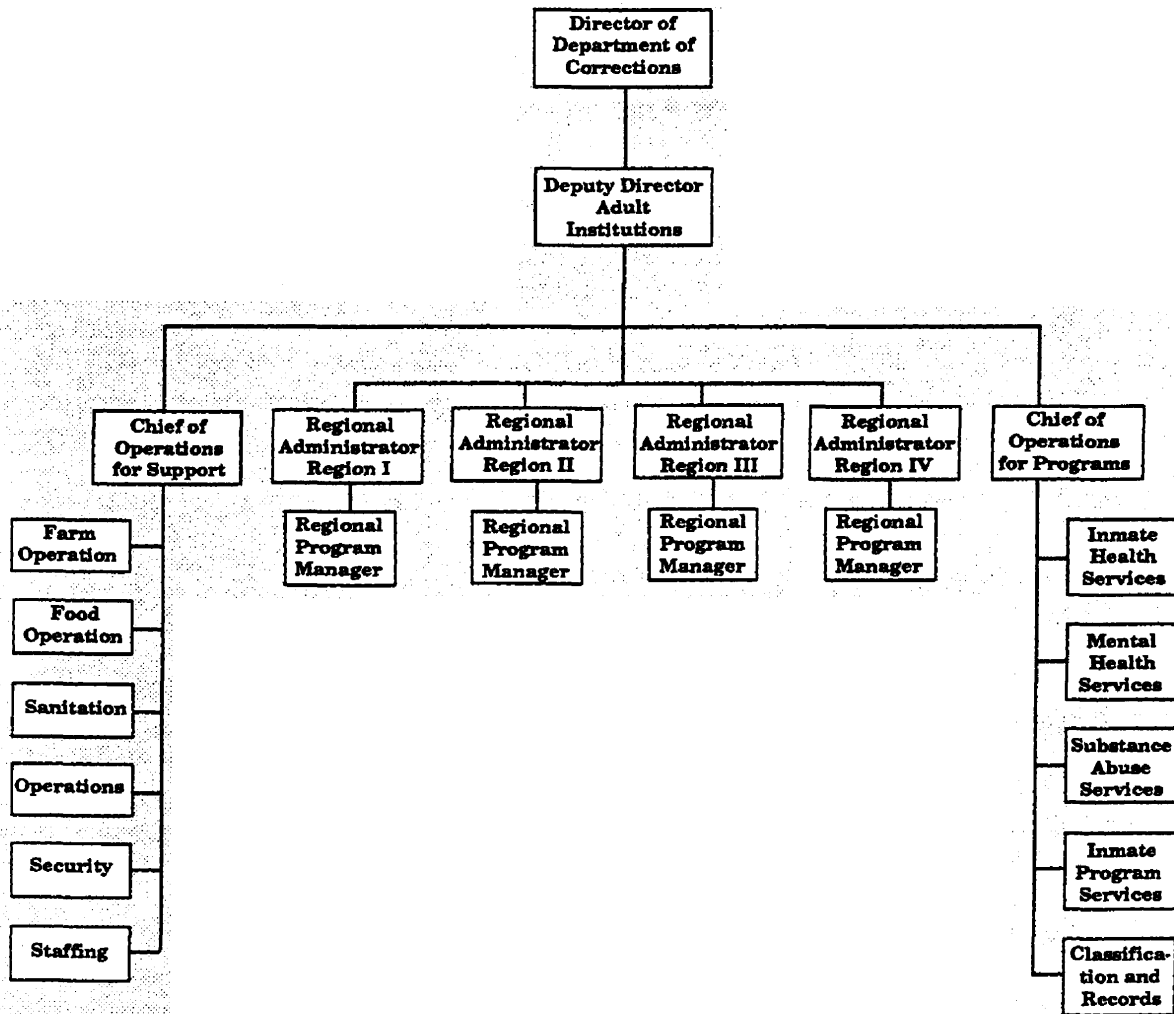 Director of
Department of
Corrections
Deputy Director
Adult
Institutions
Chief of
Operations
for Support
Regional
Administrator
Region I
Regional
Administrator
Region II
Regional
Administrator
Region III
Regional
Administrator
Region IV
Chief of
Operations
for Programs
Regional
Program
Manager
Regional
Program
Manager
Regional
Program
Manager
Regional
Program
Manager
Farm
Operation
Food
Operation
Sanitation
Operations
Security
Staffing
Inmate
Health
Services
Mental
Health
Services
Substance
Abuse
Services
Inmate
Program
Services
Classifica-
tion and
Records